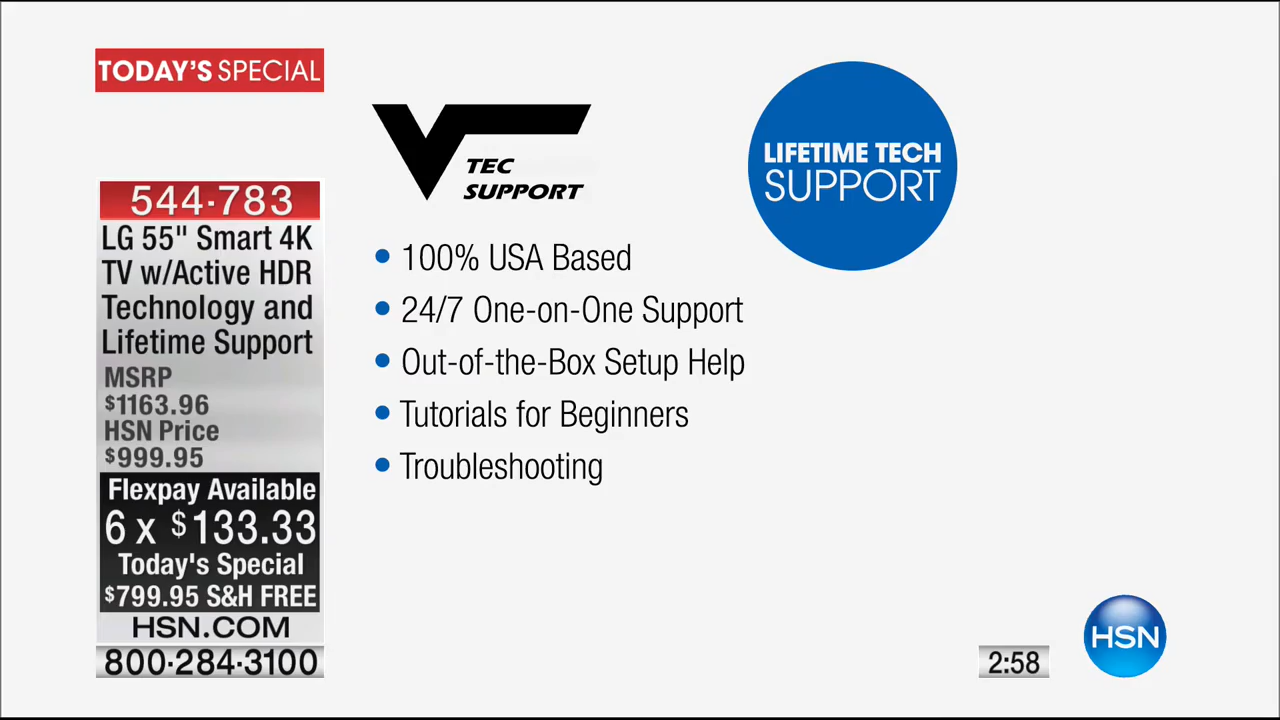 TODAY'S SPECIAL
544·783
LG 55" Smart 4K
TV w/Active HDR
Technology and
Lifetime Support
MSRP
$1163.96
HSN Price
$999.95
Flexpay Available
6 x $133.33
Today's Special
$799.95 S&H FREE
HSN.COM
800·284·3100
V TEC
SUPPORT
LIFETIME TECH
SUPPORT
• 100% USA Based
• 24/7 One-on-One Support
• Out-of-the-Box Setup Help
• Tutorials for Beginners
• Troubleshooting
2:58
HSN